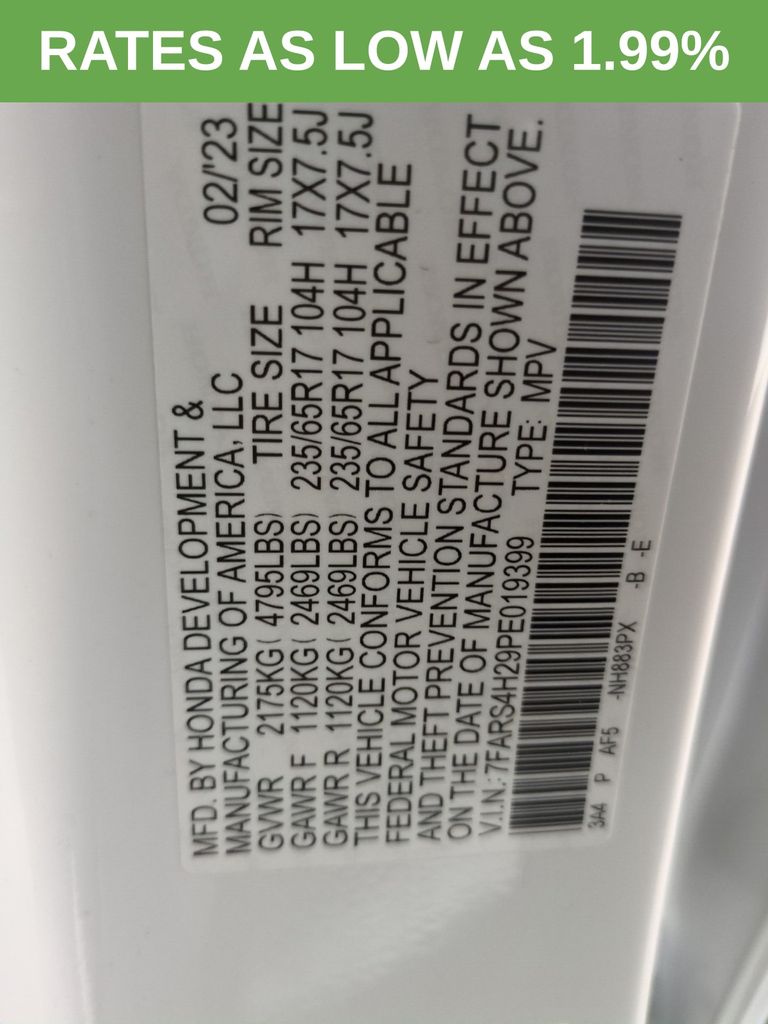 RATES AS LOW AS 1.99%
MFD. BY HONDA DEVELOPMENT &
MANUFACTURING OF AMERICA, LLC 02/'23
GVWR 2175KG( 4795LBS) TIRE SIZE RIM SIZE
GAWR F 1120KG( 2469LBS) 235/65R17 104H 17X7.5J
GAWR R 1120KG( 2469LBS) 235/65R17 104H 17X7.5J
THIS VEHICLE CONFORMS TO ALL APPLICABLE
FEDERAL MOTOR VEHICLE SAFETY
AND THEFT PREVENTION STANDARDS IN EFFECT
ON THE DATE OF MANUFACTURE SHOWN ABOVE.
V.I.N.: 7FARS4H29PE019399 TYPE: MPV
3A4 P AF5 -NH883PX -B -E